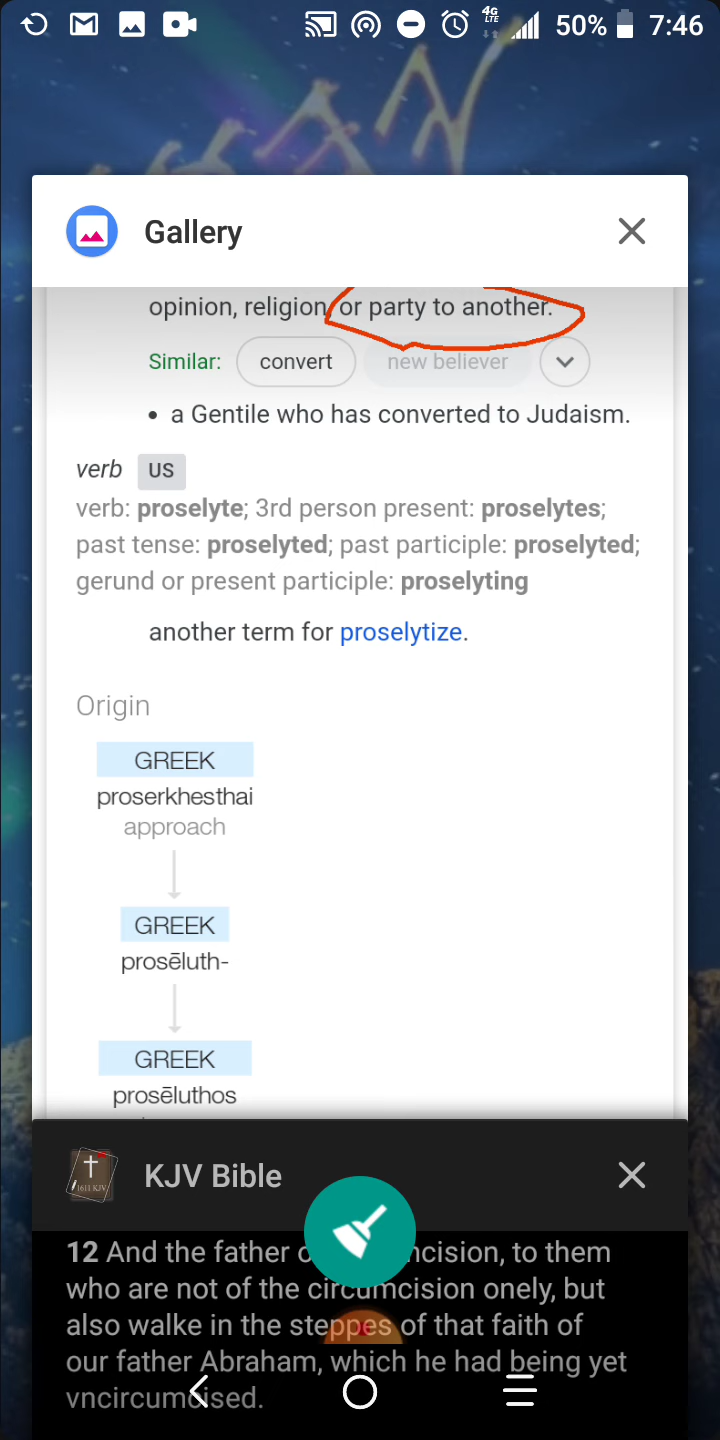 4G
LTE
50%
7:46
Gallery
opinion, religion, or party to another.
Similar:
convert
new believer
• a Gentile who has converted to Judaism.
verb US
verb: proselyte; 3rd person present: proselytes;
past tense: proselyted; past participle: proselyted;
gerund or present participle: proselyting
another term for proselytize.
Origin
GREEK
proserkhesthai
approach
GREEK
prosēluth-
GREEK
prosēluthos
1611 KJV
KJV Bible
12 And the father ncision, to them
who are not of the circumcision onely, but
also walke in the steppes of that faith of
our father Abraham, which he had being yet
vncircumcised.